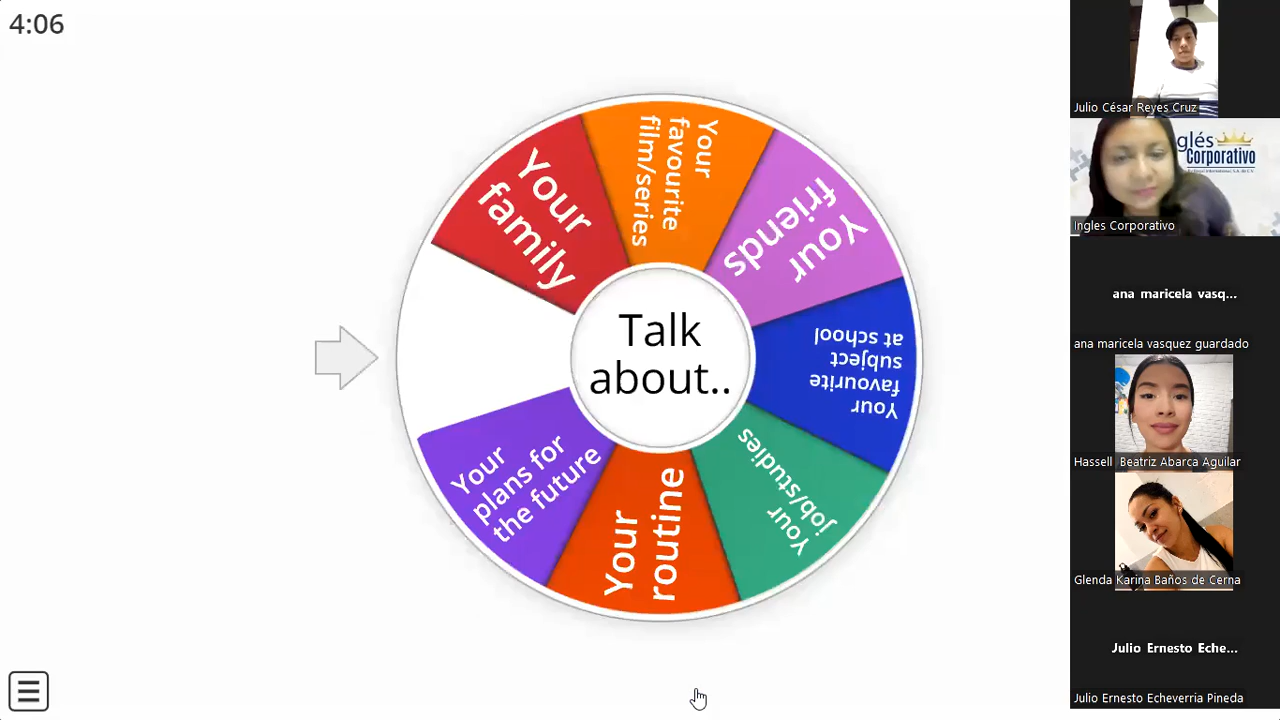 4:06
Your
favourite
film/series
Your
friends
Your
favourite
subject
at school
Your
job/studies
Your
routine
Your
plans for
the future
Your
family
Talk
about..
Julio César Reyes Cruz
glés
Corporativo
Ingles Corporativo
ana maricela vasq...
ana maricela vasquez guardado
Hassell Beatriz Abarca Aguilar
Glenda Karina Baños de Cerna
Julio Ernesto Eche...
Julio Ernesto Echeverria Pineda